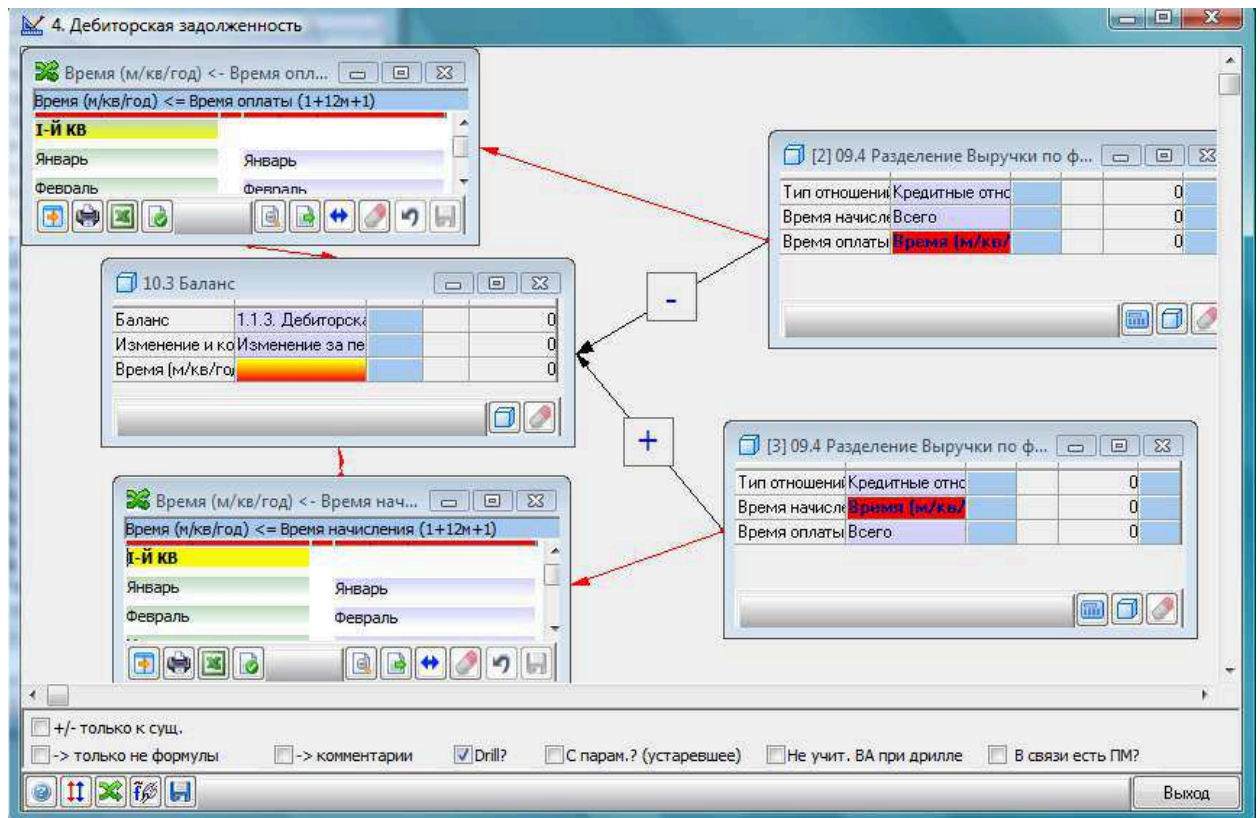 4. Дебиторская задолженность
Время (м/кв/год) <- Время опл...
Время (м/кв/год) <= Время оплаты (1+12м+1)
I-Й КВ
Январь Январь
Февраль Февраль
[2] 09.4 Разделение Выручки по ф...
Тип отношени Кредитные отно 0
Время начисле Всего 0
Время оплаты Время (м/кв/ 0
-
10.3 Баланс
Баланс 1.1.3. Дебиторска 0
Изменение и ко Изменение за пе 0
Время (м/кв/го 0
+
[3] 09.4 Разделение Выручки по ф...
Тип отношени Кредитные отно 0
Время начисле Время (м/кв/ 0
Время оплаты Всего 0
Время (м/кв/год) <- Время нач...
Время (м/кв/год) <= Время начисления (1+12м+1)
I-Й КВ
Январь Январь
Февраль Февраль
+/- только к сущ.
-> только не формулы -> комментарии Drill? С парам.? (устаревшее) Не учит. ВА при дрилле В связи есть ПМ?
Выход